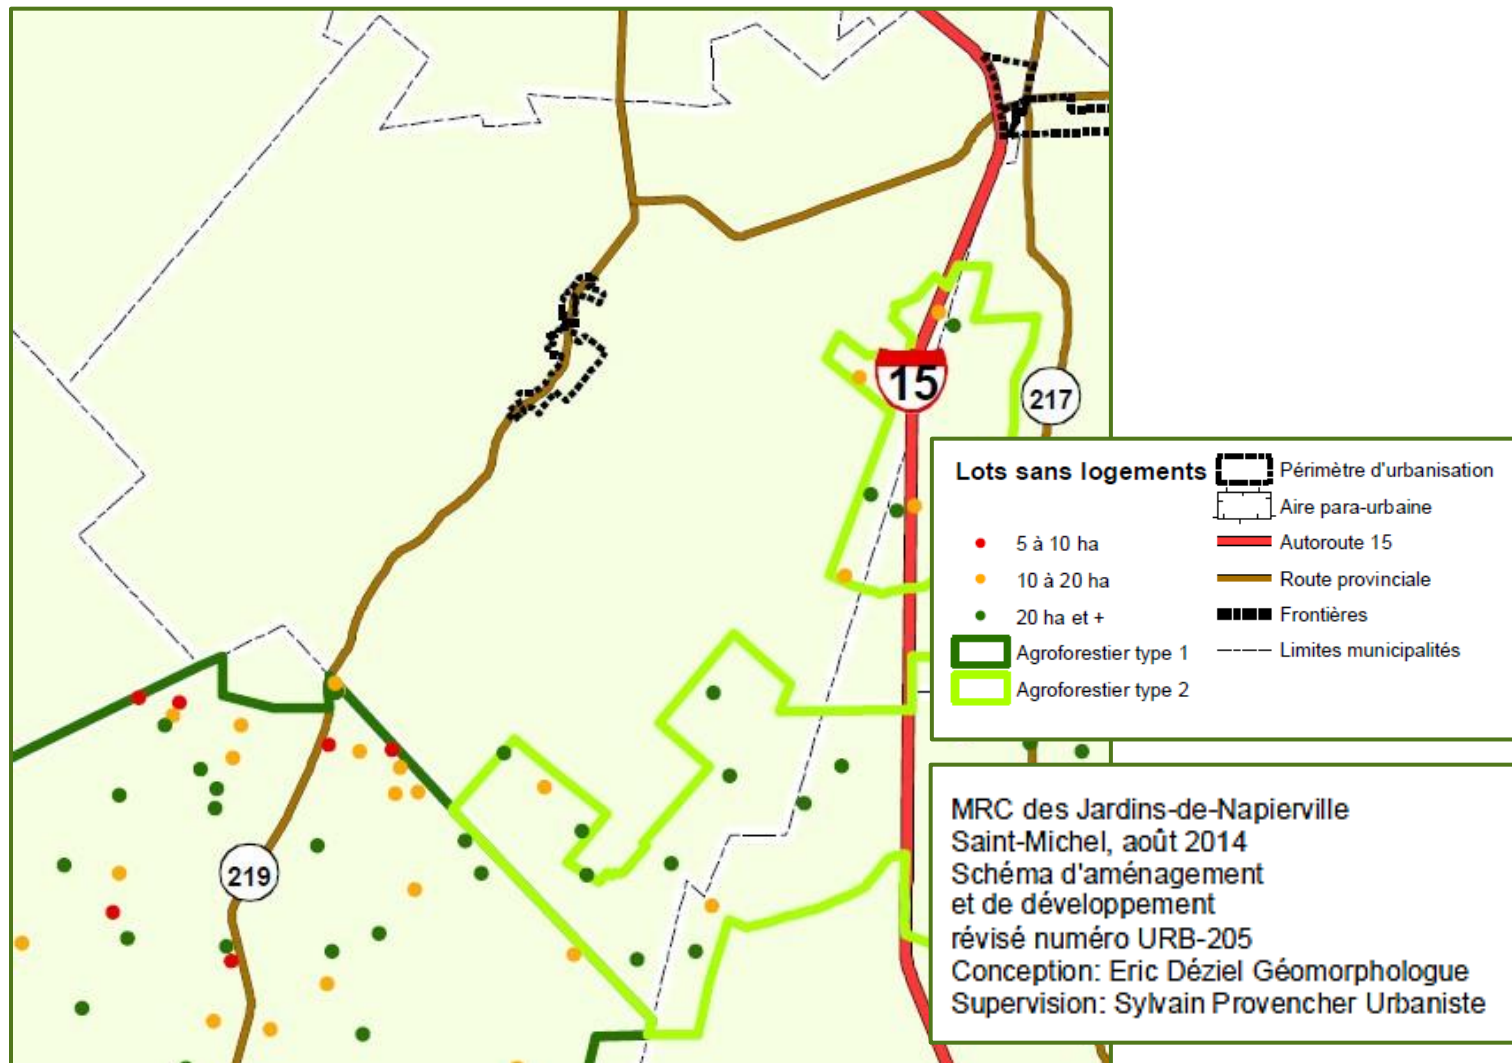 15
217
219
Lots sans logements
5 à 10 ha
10 à 20 ha
20 ha et +
Agroforestier type 1
Agroforestier type 2
Périmètre d'urbanisation
Aire para-urbaine
Autoroute 15
Route provinciale
Frontières
Limites municipalités
MRC des Jardins-de-Napierville
Saint-Michel, août 2014
Schéma d'aménagement
et de développement
révisé numéro URB-205
Conception: Eric Déziel Géomorphologue
Supervision: Sylvain Provencher Urbaniste